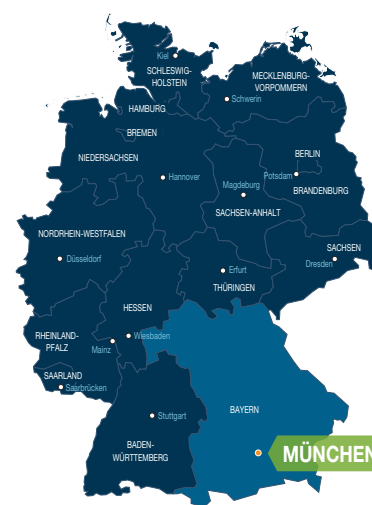 Kiel
SCHLESWIG-
HOLSTEIN
MECKLENBURG-
VORPOMMERN
Schwerin
HAMBURG
BREMEN
NIEDERSACHSEN
BERLIN
Hannover
Potsdam
Magdeburg
BRANDENBURG
SACHSEN-ANHALT
NORDRHEIN-WESTFALEN
SACHSEN
Düsseldorf
Dresden
Erfurt
THÜRINGEN
HESSEN
RHEINLAND-
PFALZ
Wiesbaden
Mainz
SAARLAND
Saarbrücken
BAYERN
Stuttgart
BADEN-
WÜRTTEMBERG
MÜNCHEN